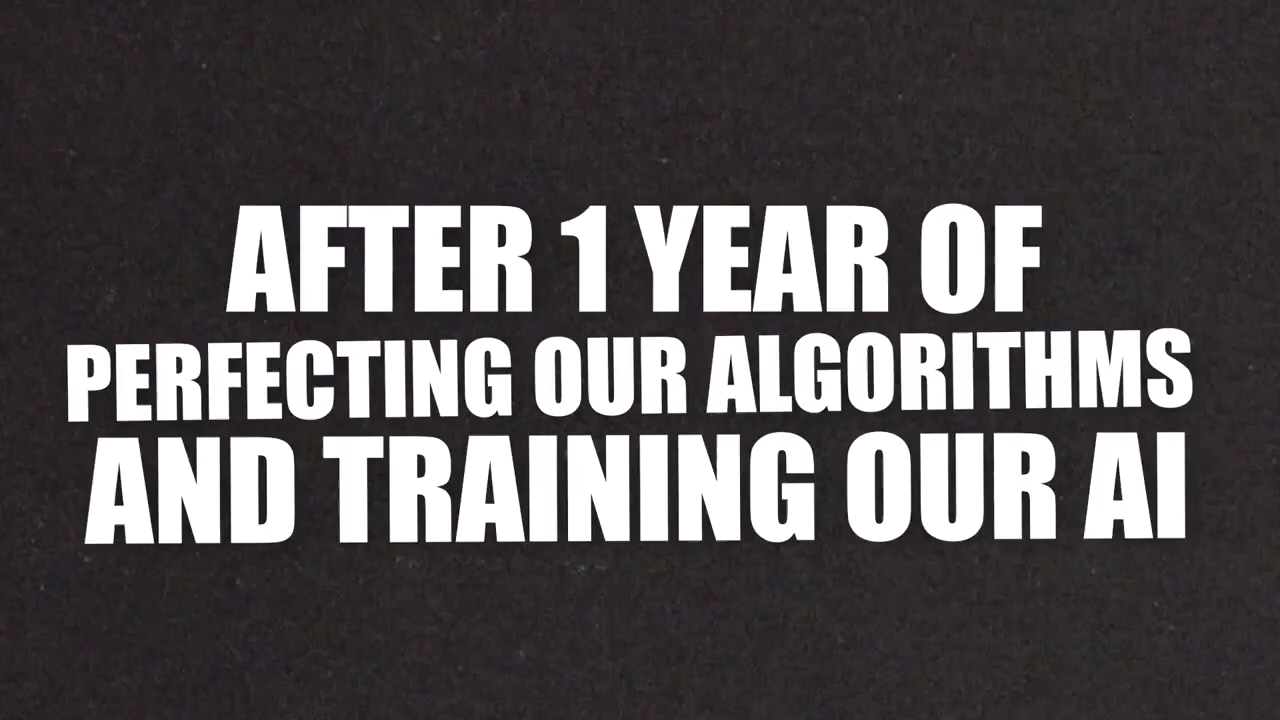 AFTER 1 YEAR OF
PERFECTING OUR ALGORITHMS
AND TRAINING OUR AI